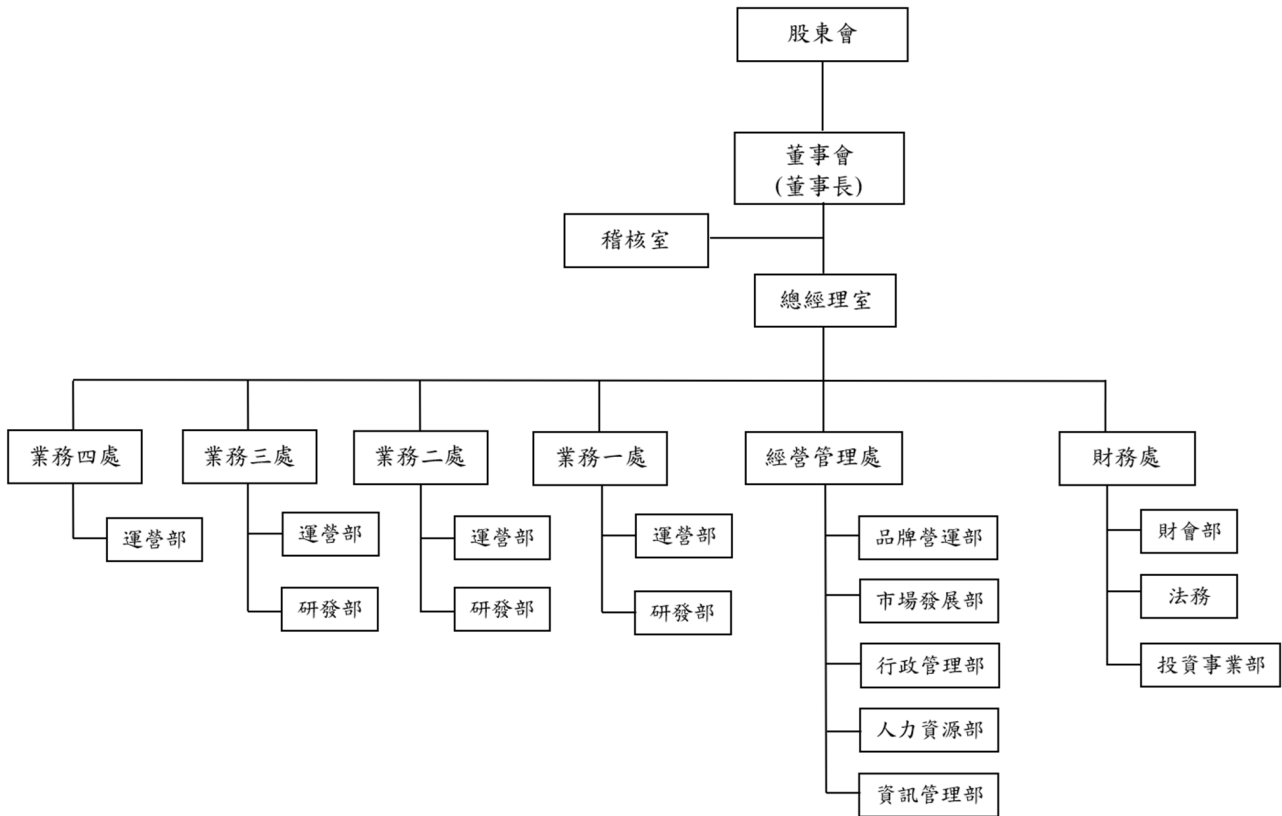 股東會
董事會
(董事長)
稽核室
總經理室
業務四處
業務三處
業務二處
業務一處
經營管理處
財務處
運營部
運營部
研發部
運營部
研發部
運營部
研發部
品牌營運部
市場發展部
行政管理部
人力資源部
資訊管理部
財會部
法務
投資事業部